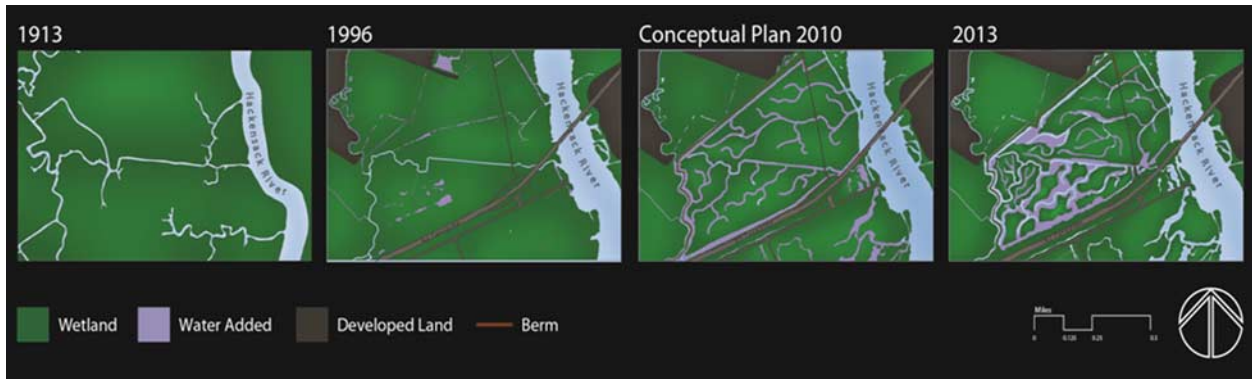 1913
1996
Conceptual Plan 2010
2013
Hackensack River
Hackensack River
Hackensack River
Hackensack River
Wetland
Water Added
Developed Land
Berm
Miles
0
0.125
0.25
0.5